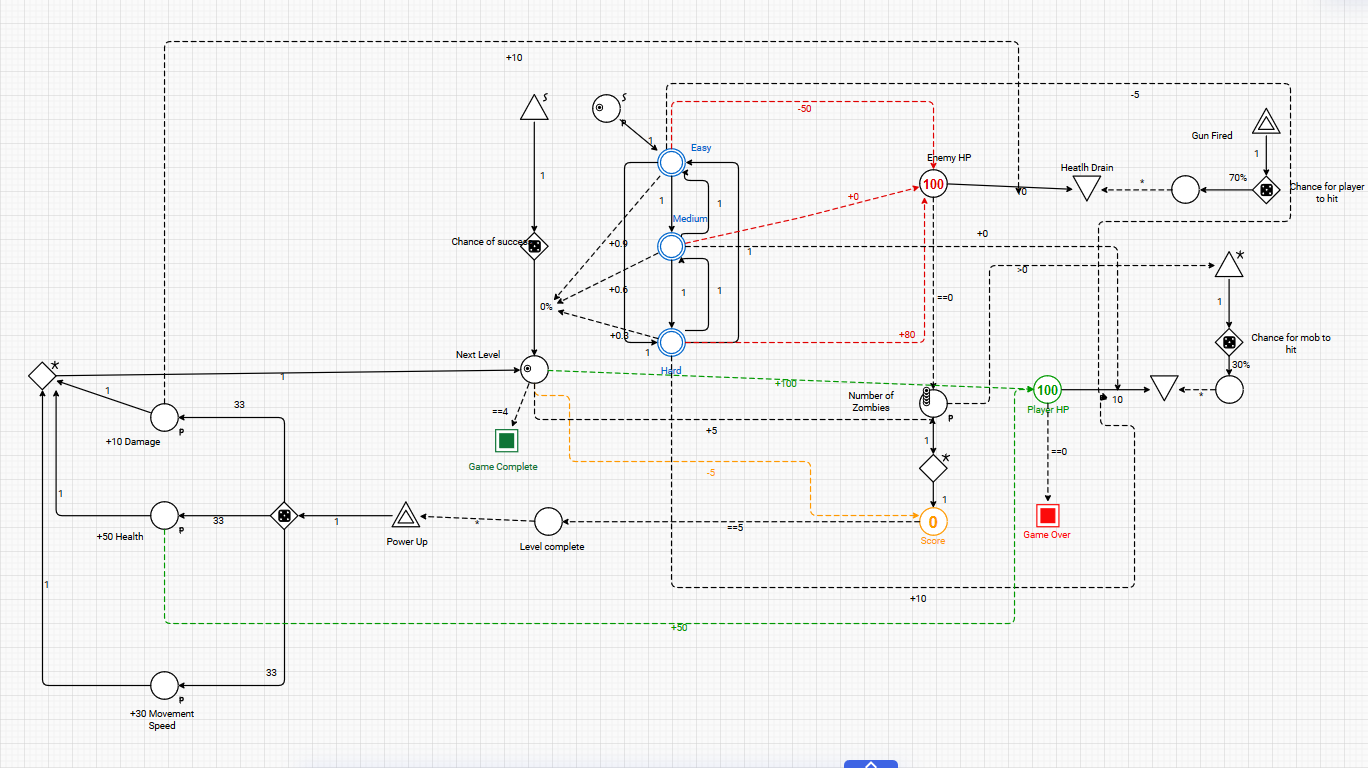 +10
-5
-50
S
S
P
1
Gun Fired
Easy
Enemy HP
1
Heatlh Drain
100
*
70%
Chance for player
to hit
1
+0
1
1
Medium
+0
Chance of success
+0.9
1
*
>0
+0.6
1
1
==0
1
0%
+0.3
+80
Chance for mob to
hit
1
Next Level
Hard
30%
*
1
+100
1
100
10
*
Number of
Zombies
Player HP
33
==4
P
P
+5
+10 Damage
1
==0
Game Complete
*
-5
1
1
33
1
*
==5
0
+50 Health
P
Power Up
Level complete
Score
Game Over
1
+10
+50
33
P
+30 Movement
Speed